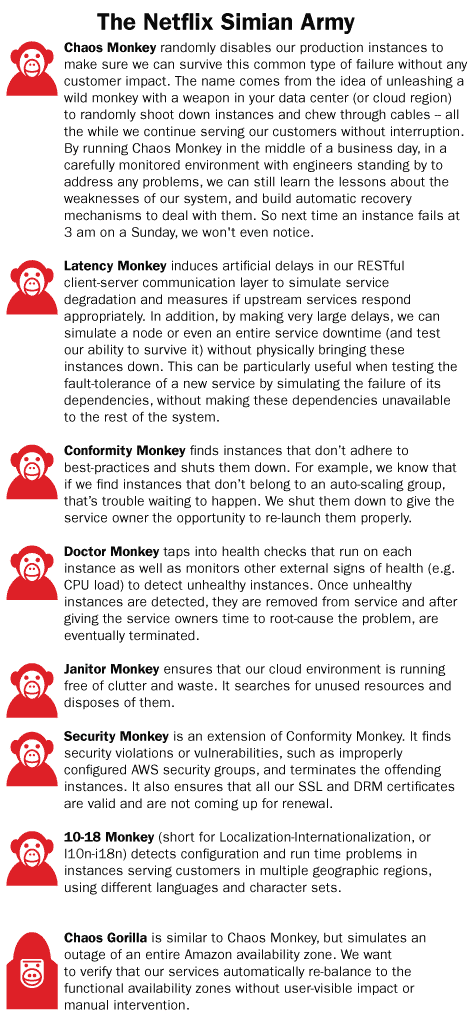 The Netflix Simian Army
Chaos Monkey randomly disables our production instances to
make sure we can survive this common type of failure without any
customer impact. The name comes from the idea of unleashing a
wild monkey with a weapon in your data center (or cloud region)
to randomly shoot down instances and chew through cables – all
the while we continue serving our customers without interruption.
By running Chaos Monkey in the middle of a business day, in a
carefully monitored environment with engineers standing by to
address any problems, we can still learn the lessons about the
weaknesses of our system, and build automatic recovery
mechanisms to deal with them. So next time an instance fails at
3 am on a Sunday, we won't even notice.
Latency Monkey induces artificial delays in our RESTful
client-server communication layer to simulate service
degradation and measures if upstream services respond
appropriately. In addition, by making very large delays, we can
simulate a node or even an entire service downtime (and test
our ability to survive it) without physically bringing these
instances down. This can be particularly useful when testing the
fault-tolerance of a new service by simulating the failure of its
dependencies, without making these dependencies unavailable
to the rest of the system.
Conformity Monkey finds instances that don’t adhere to
best-practices and shuts them down. For example, we know that
if we find instances that don’t belong to an auto-scaling group,
that’s trouble waiting to happen. We shut them down to give the
service owner the opportunity to re-launch them properly.
Doctor Monkey taps into health checks that run on each
instance as well as monitors other external signs of health (e.g.
CPU load) to detect unhealthy instances. Once unhealthy
instances are detected, they are removed from service and after
giving the service owners time to root-cause the problem, are
eventually terminated.
Janitor Monkey ensures that our cloud environment is running
free of clutter and waste. It searches for unused resources and
disposes of them.
Security Monkey is an extension of Conformity Monkey. It finds
security violations or vulnerabilities, such as improperly
configured AWS security groups, and terminates the offending
instances. It also ensures that all our SSL and DRM certificates
are valid and are not coming up for renewal.
10-18 Monkey (short for Localization-Internationalization, or
l10n-i18n) detects configuration and run time problems in
instances serving customers in multiple geographic regions,
using different languages and character sets.
Chaos Gorilla is similar to Chaos Monkey, but simulates an
outage of an entire Amazon availability zone. We want
to verify that our services automatically re-balance to the
functional availability zones without user-visible impact or
manual intervention.